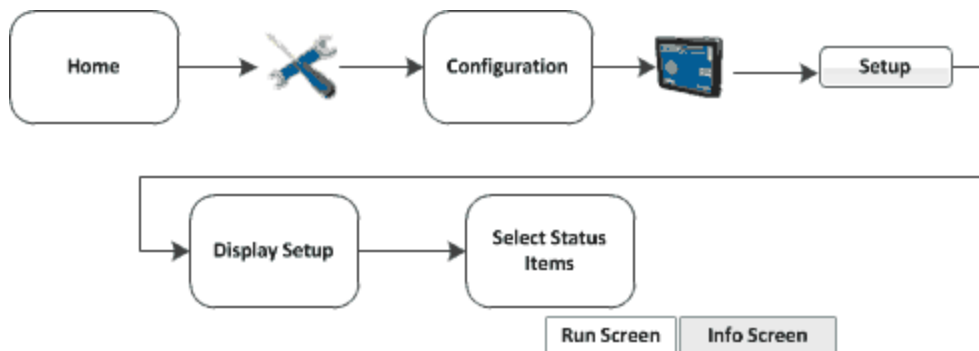 Home
Configuration
Setup
Display Setup
Select Status
Items
Run Screen
Info Screen